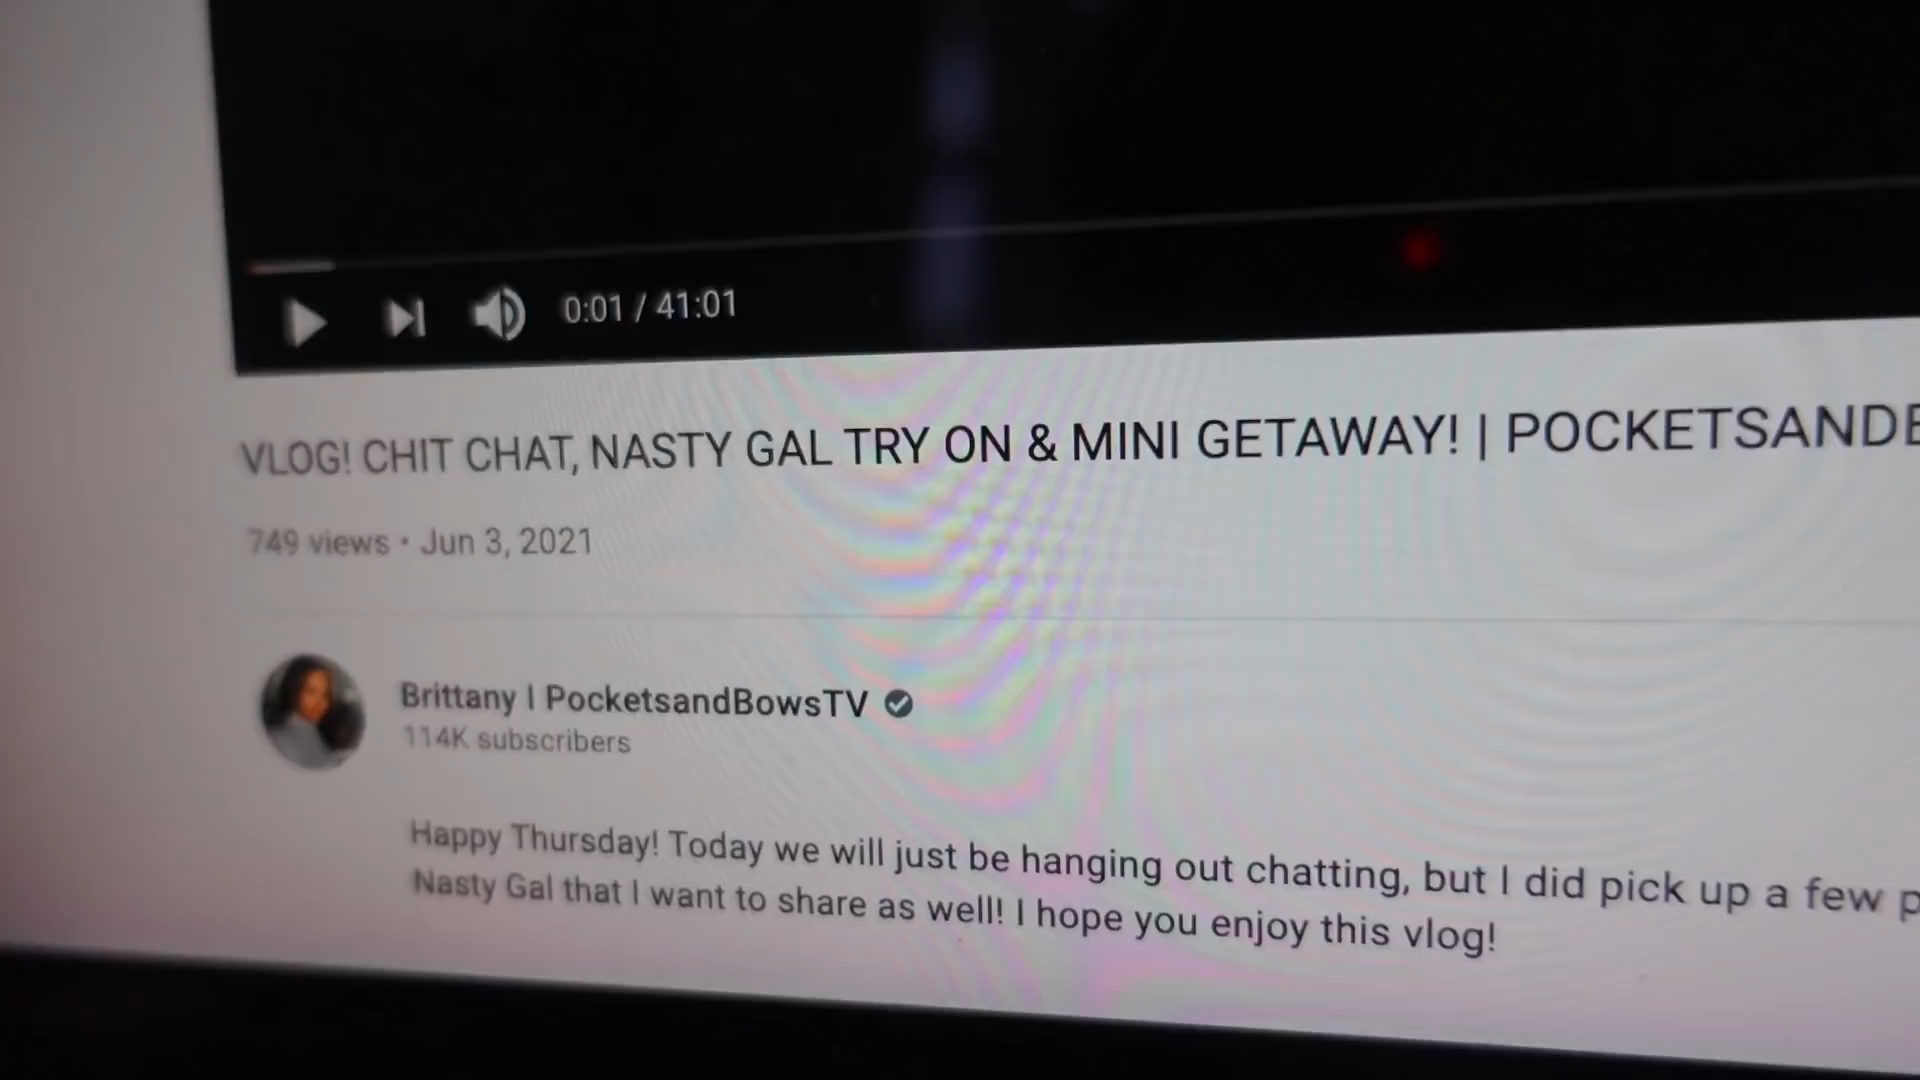 0:01 / 41:01
VLOG! CHIT CHAT, NASTY GAL TRY ON & MINI GETAWAY! | POCKETSANDB
749 views • Jun 3, 2021
Brittany | PocketsandBowsTV
114K subscribers
Happy Thursday! Today we will just be hanging out chatting, but I did pick up a few p
Nasty Gal that I want to share as well! I hope you enjoy this vlog!